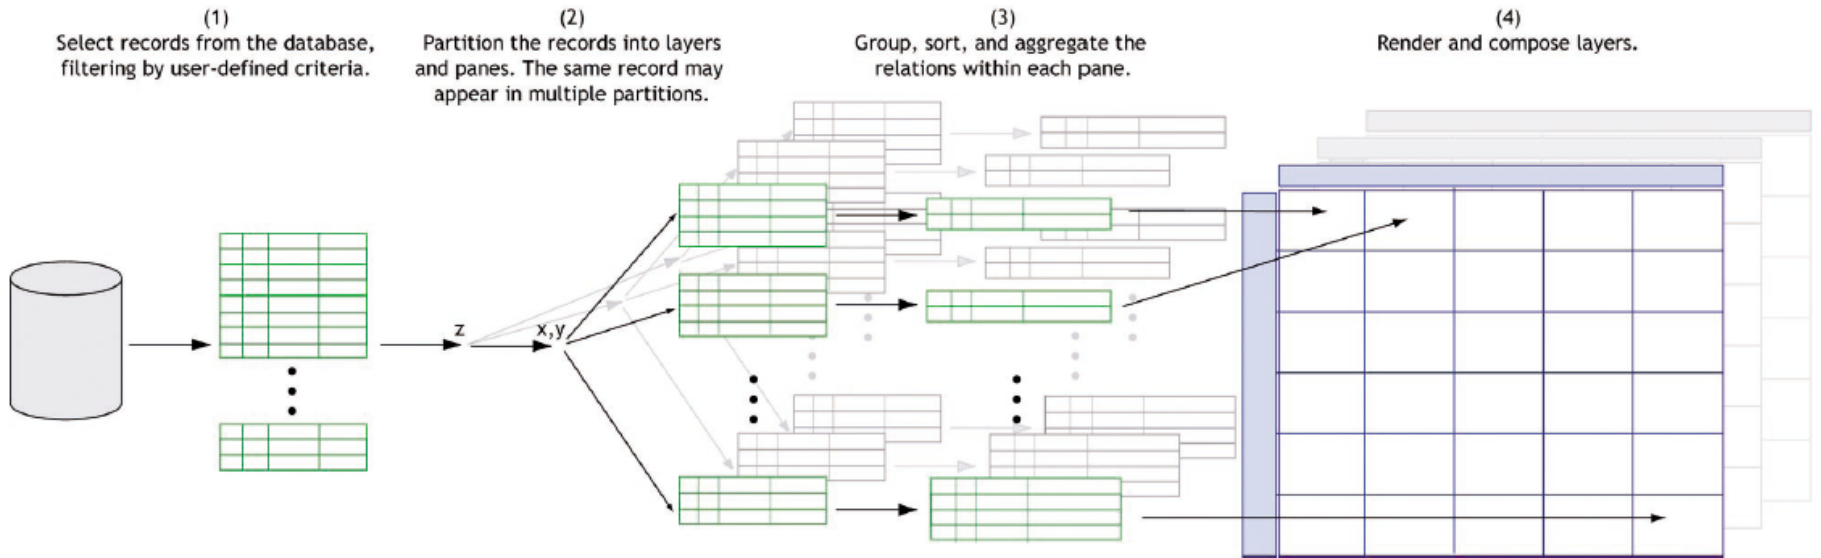 (1)
Select records from the database,
filtering by user-defined criteria.
(2)
Partition the records into layers
and panes. The same record may
appear in multiple partitions.
(3)
Group, sort, and aggregate the
relations within each pane.
(4)
Render and compose layers.
z
x,y